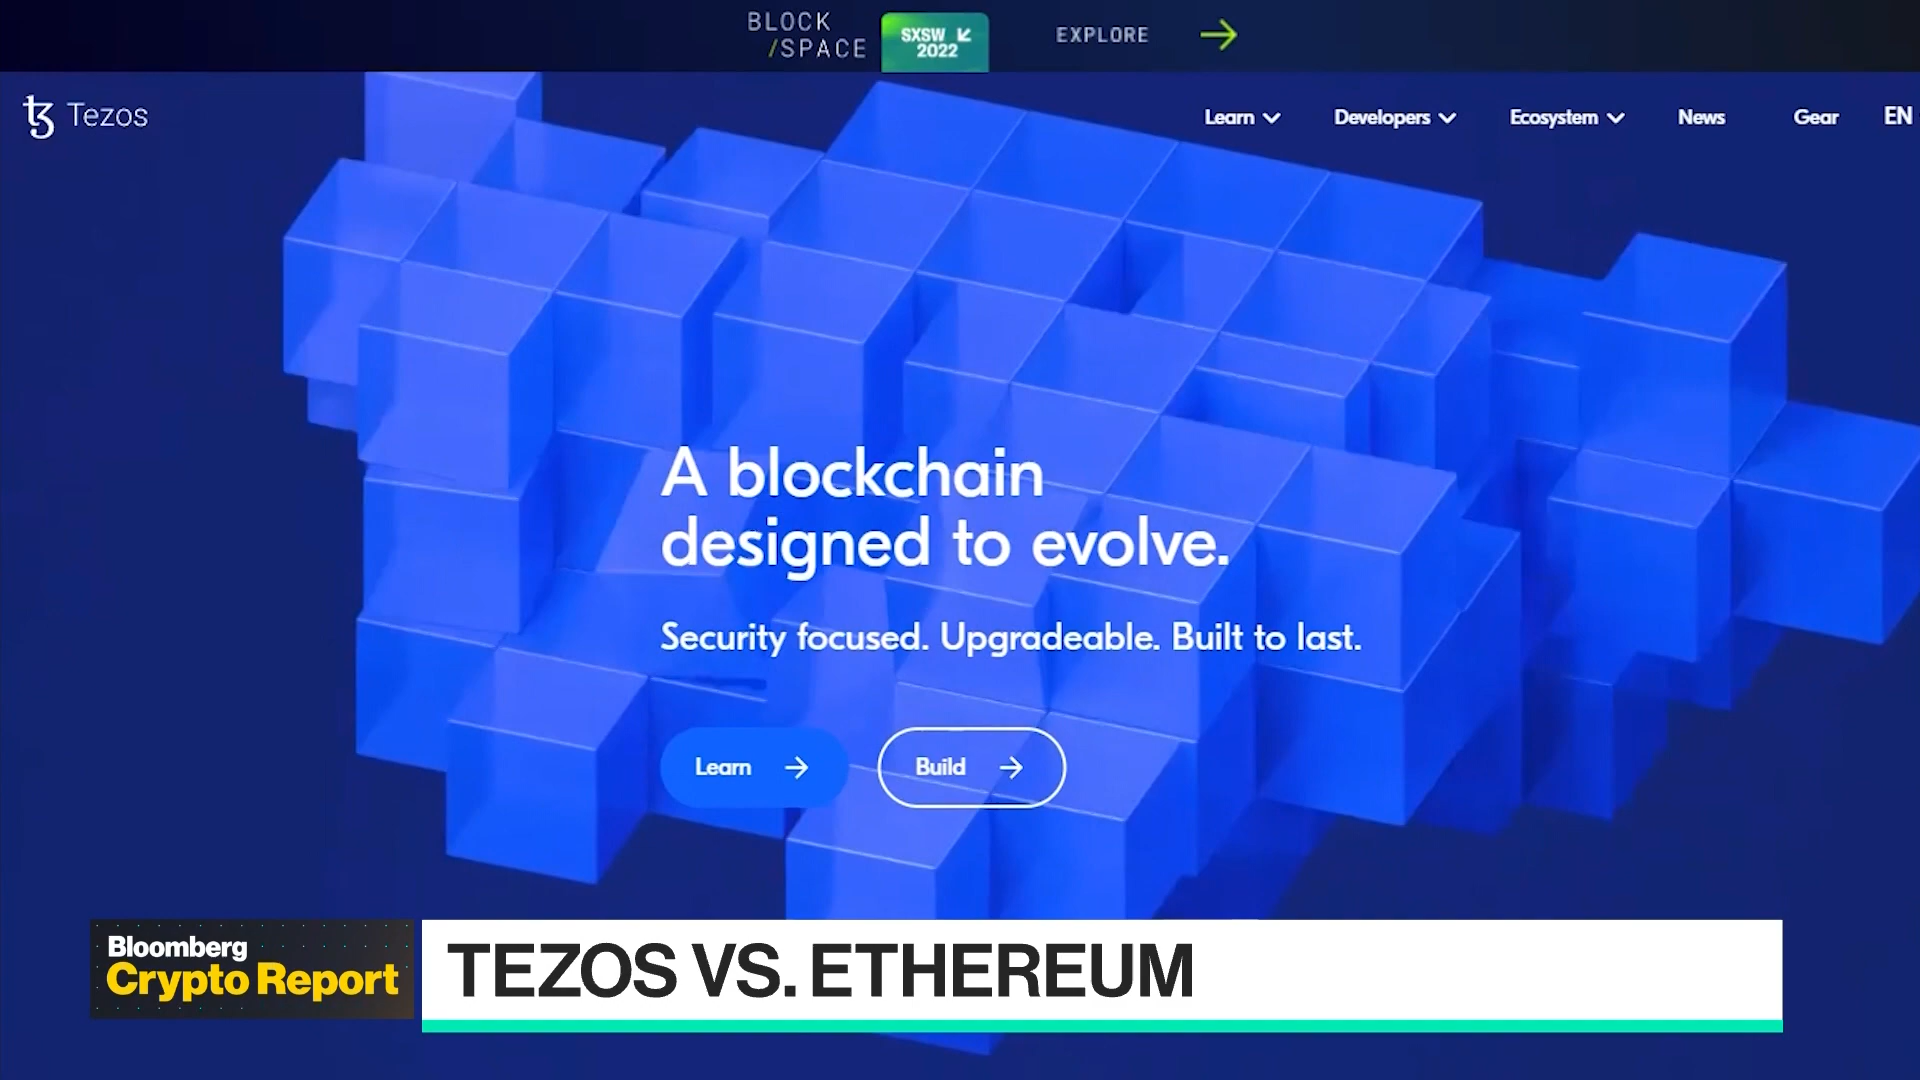 BLOCK
/SPACE
SXSW
2022
EXPLORE
Tezos
Learn
Developers
Ecosystem
News
Gear
EN
A blockchain
designed to evolve.
Security focused. Upgradeable. Built to last.
Learn
Build
Bloomberg
Crypto Report
TEZOS VS. ETHEREUM